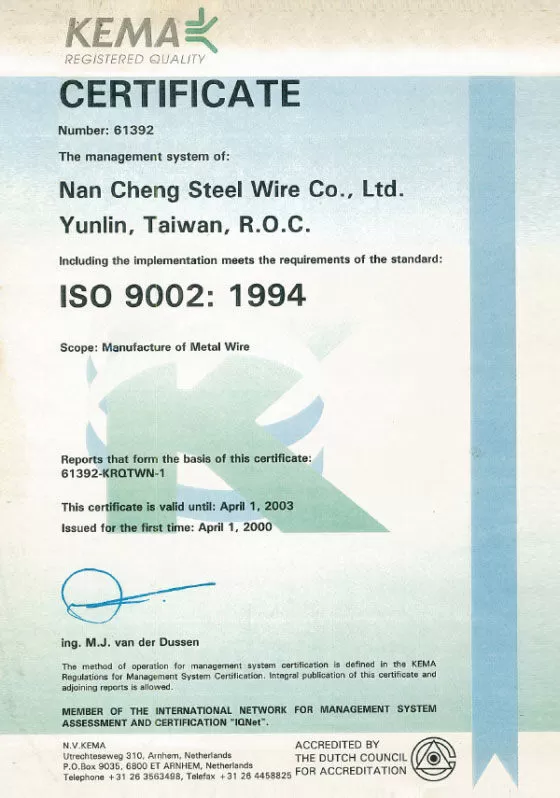 KEMA
REGISTERED QUALITY
CERTIFICATE
Number: 61392
The management system of:
Nan Cheng Steel Wire Co., Ltd.
Yunlin, Taiwan, R.O.C.
Including the implementation meets the requirements of the standard:
ISO 9002: 1994
Scope: Manufacture of Metal Wire
Reports that form the basis of this certificate:
61392-KRQTWN-1
This certificate is valid until: April 1, 2003
Issued for the first time: April 1, 2000
ing. M.J. van der Dussen
The method of operation for management system certification is defined in the KEMA
Regulations for Management System Certification. Integral publication of this certificate and
adjoining reports is allowed.
MEMBER OF THE INTERNATIONAL NETWORK FOR MANAGEMENT SYSTEM
ASSESSMENT AND CERTIFICATION "IQNet".
N.V.KEMA
Utrechtseweg 310, Arnhem, Netherlands
P.O.Box 9035, 6800 ET ARNHEM, Netherlands
Telephone +31 26 3563498, Telefax +31 26 4458825
ACCREDITED BY
THE DUTCH COUNCIL
FOR ACCREDITATION